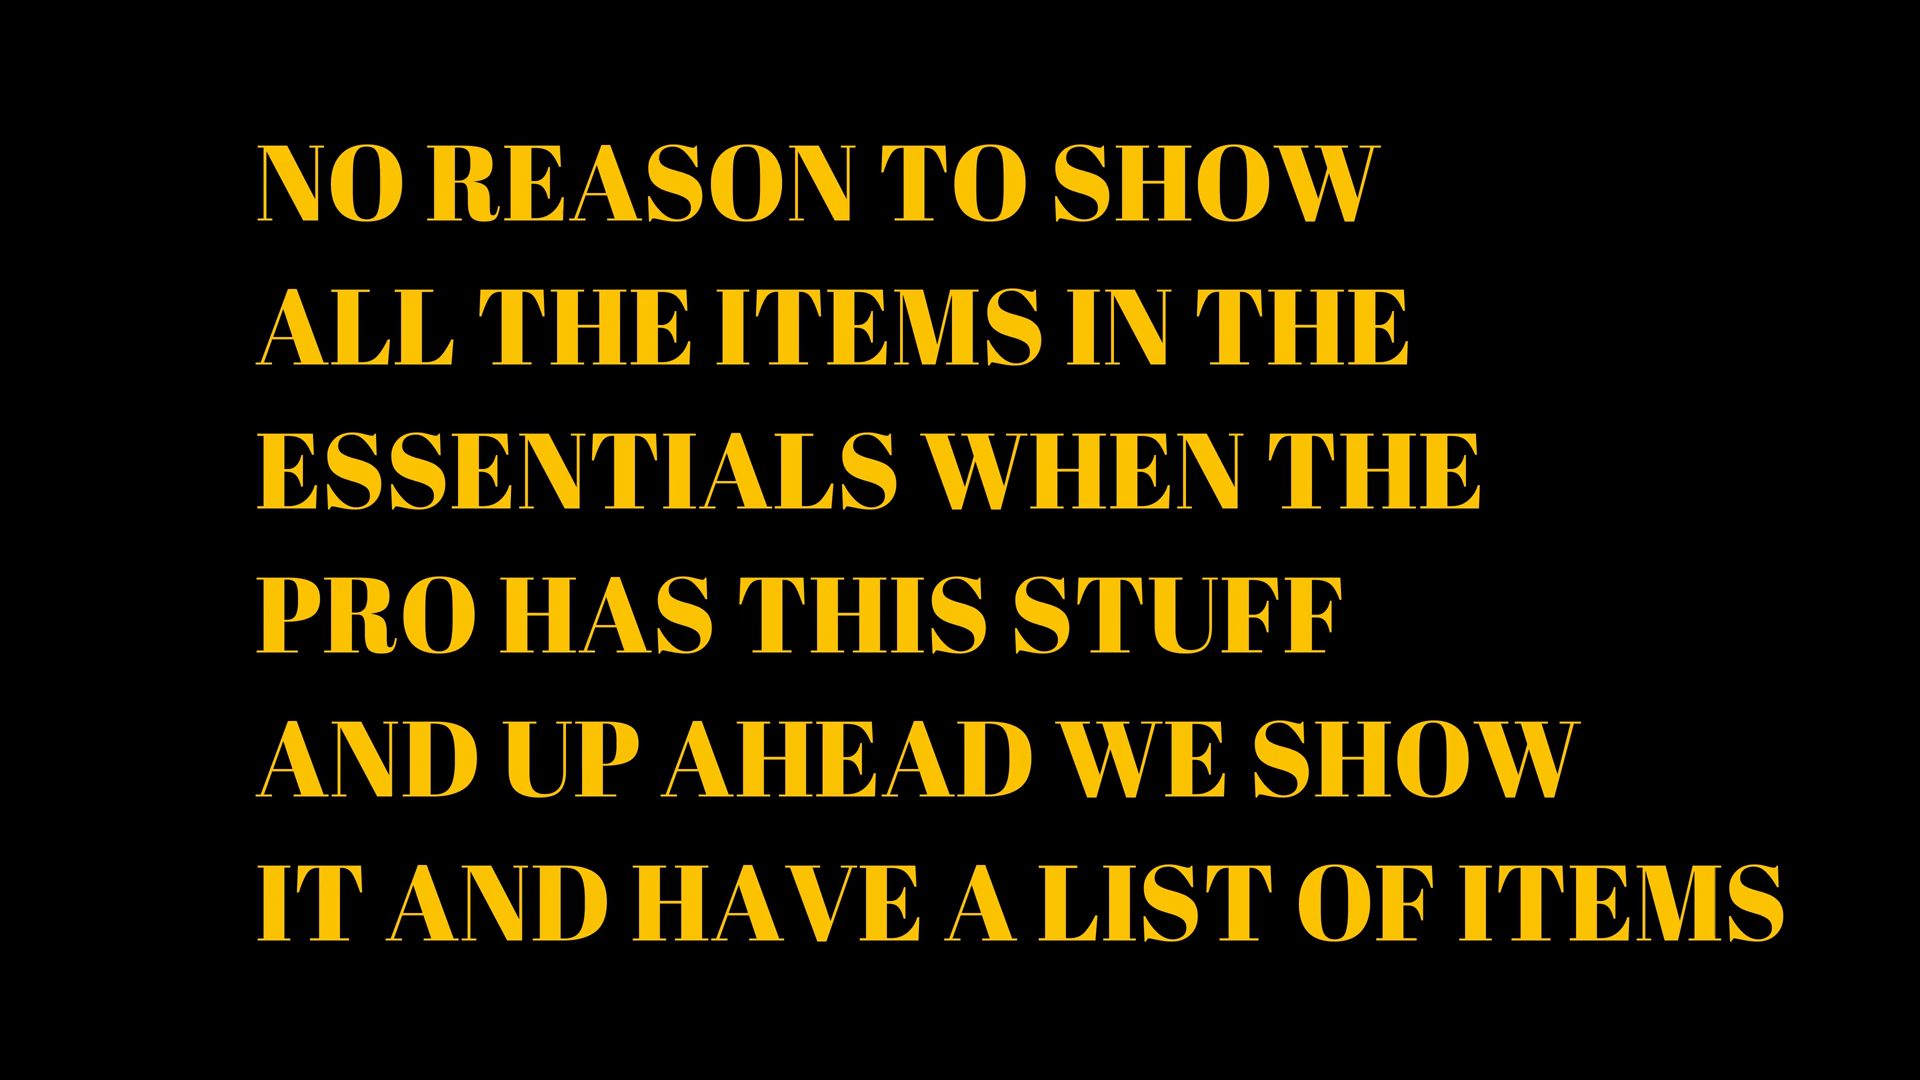 NO REASON TO SHOW
ALL THE ITEMS IN THE
ESSENTIALS WHEN THE
PRO HAS THIS STUFF
AND UP AHEAD WE SHOW
IT AND HAVE A LIST OF ITEMS